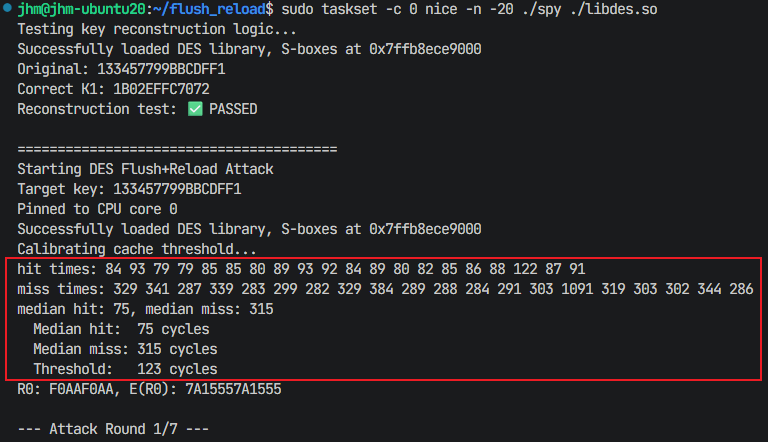 jhm@jhm-ubuntu20:~/flush_reload$ sudo taskset -c 0 nice -n -20 ./spy ./libdes.so
Testing key reconstruction logic...
Successfully loaded DES library, S-boxes at 0x7ffb8ece9000
Original: 133457799BBCDFF1
Correct K1: 1B02EFFC7072
Reconstruction test: ✅ PASSED

========================================
Starting DES Flush+Reload Attack
Target key: 133457799BBCDFF1
Pinned to CPU core 0
Successfully loaded DES library, S-boxes at 0x7ffb8ece9000
Calibrating cache threshold...
hit times: 84 93 79 79 85 85 80 89 93 92 84 89 80 82 85 86 88 122 87 91
miss times: 329 341 287 339 283 299 282 329 384 289 288 284 291 303 1091 319 303 302 344 286
median hit: 75, median miss: 315
  Median hit:  75 cycles
  Median miss: 315 cycles
  Threshold:   123 cycles
R0: F0AAF0AA, E(R0): 7A15557A1555

--- Attack Round 1/7 ---